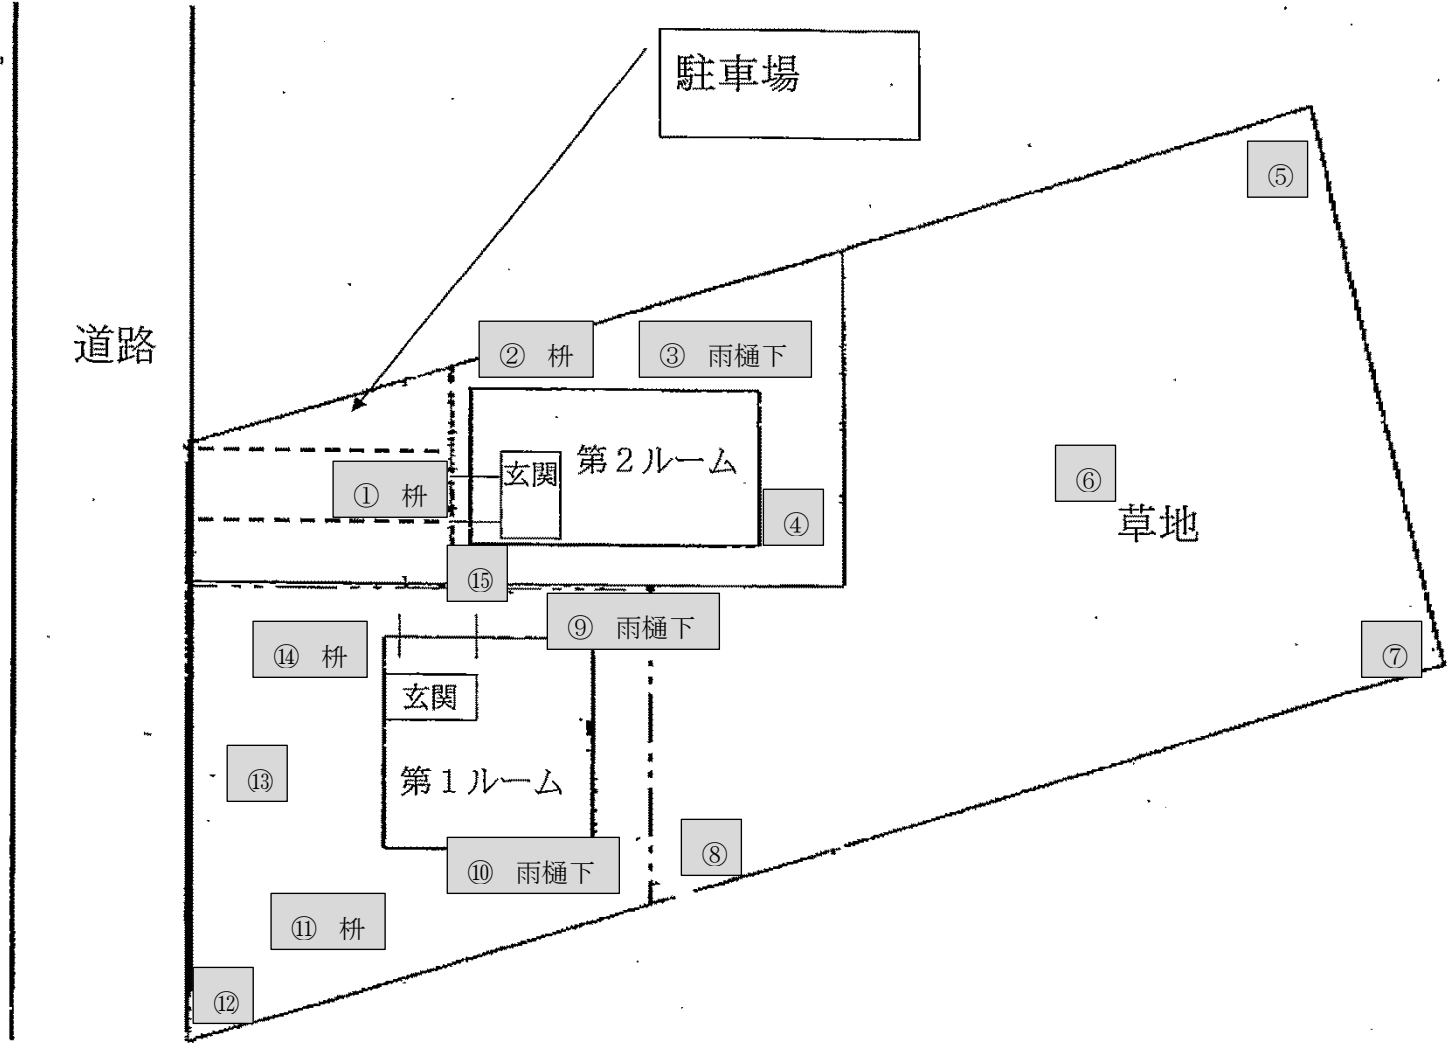 駐車場
⑤
道路
② 枡
③ 雨樋下
玄関
第2ルーム
① 枡
⑥
④
草地
⑮
⑨ 雨樋下
⑭ 枡
⑦
玄関
⑬
第1ルーム
⑧
⑩ 雨樋下
⑪ 枡
⑫